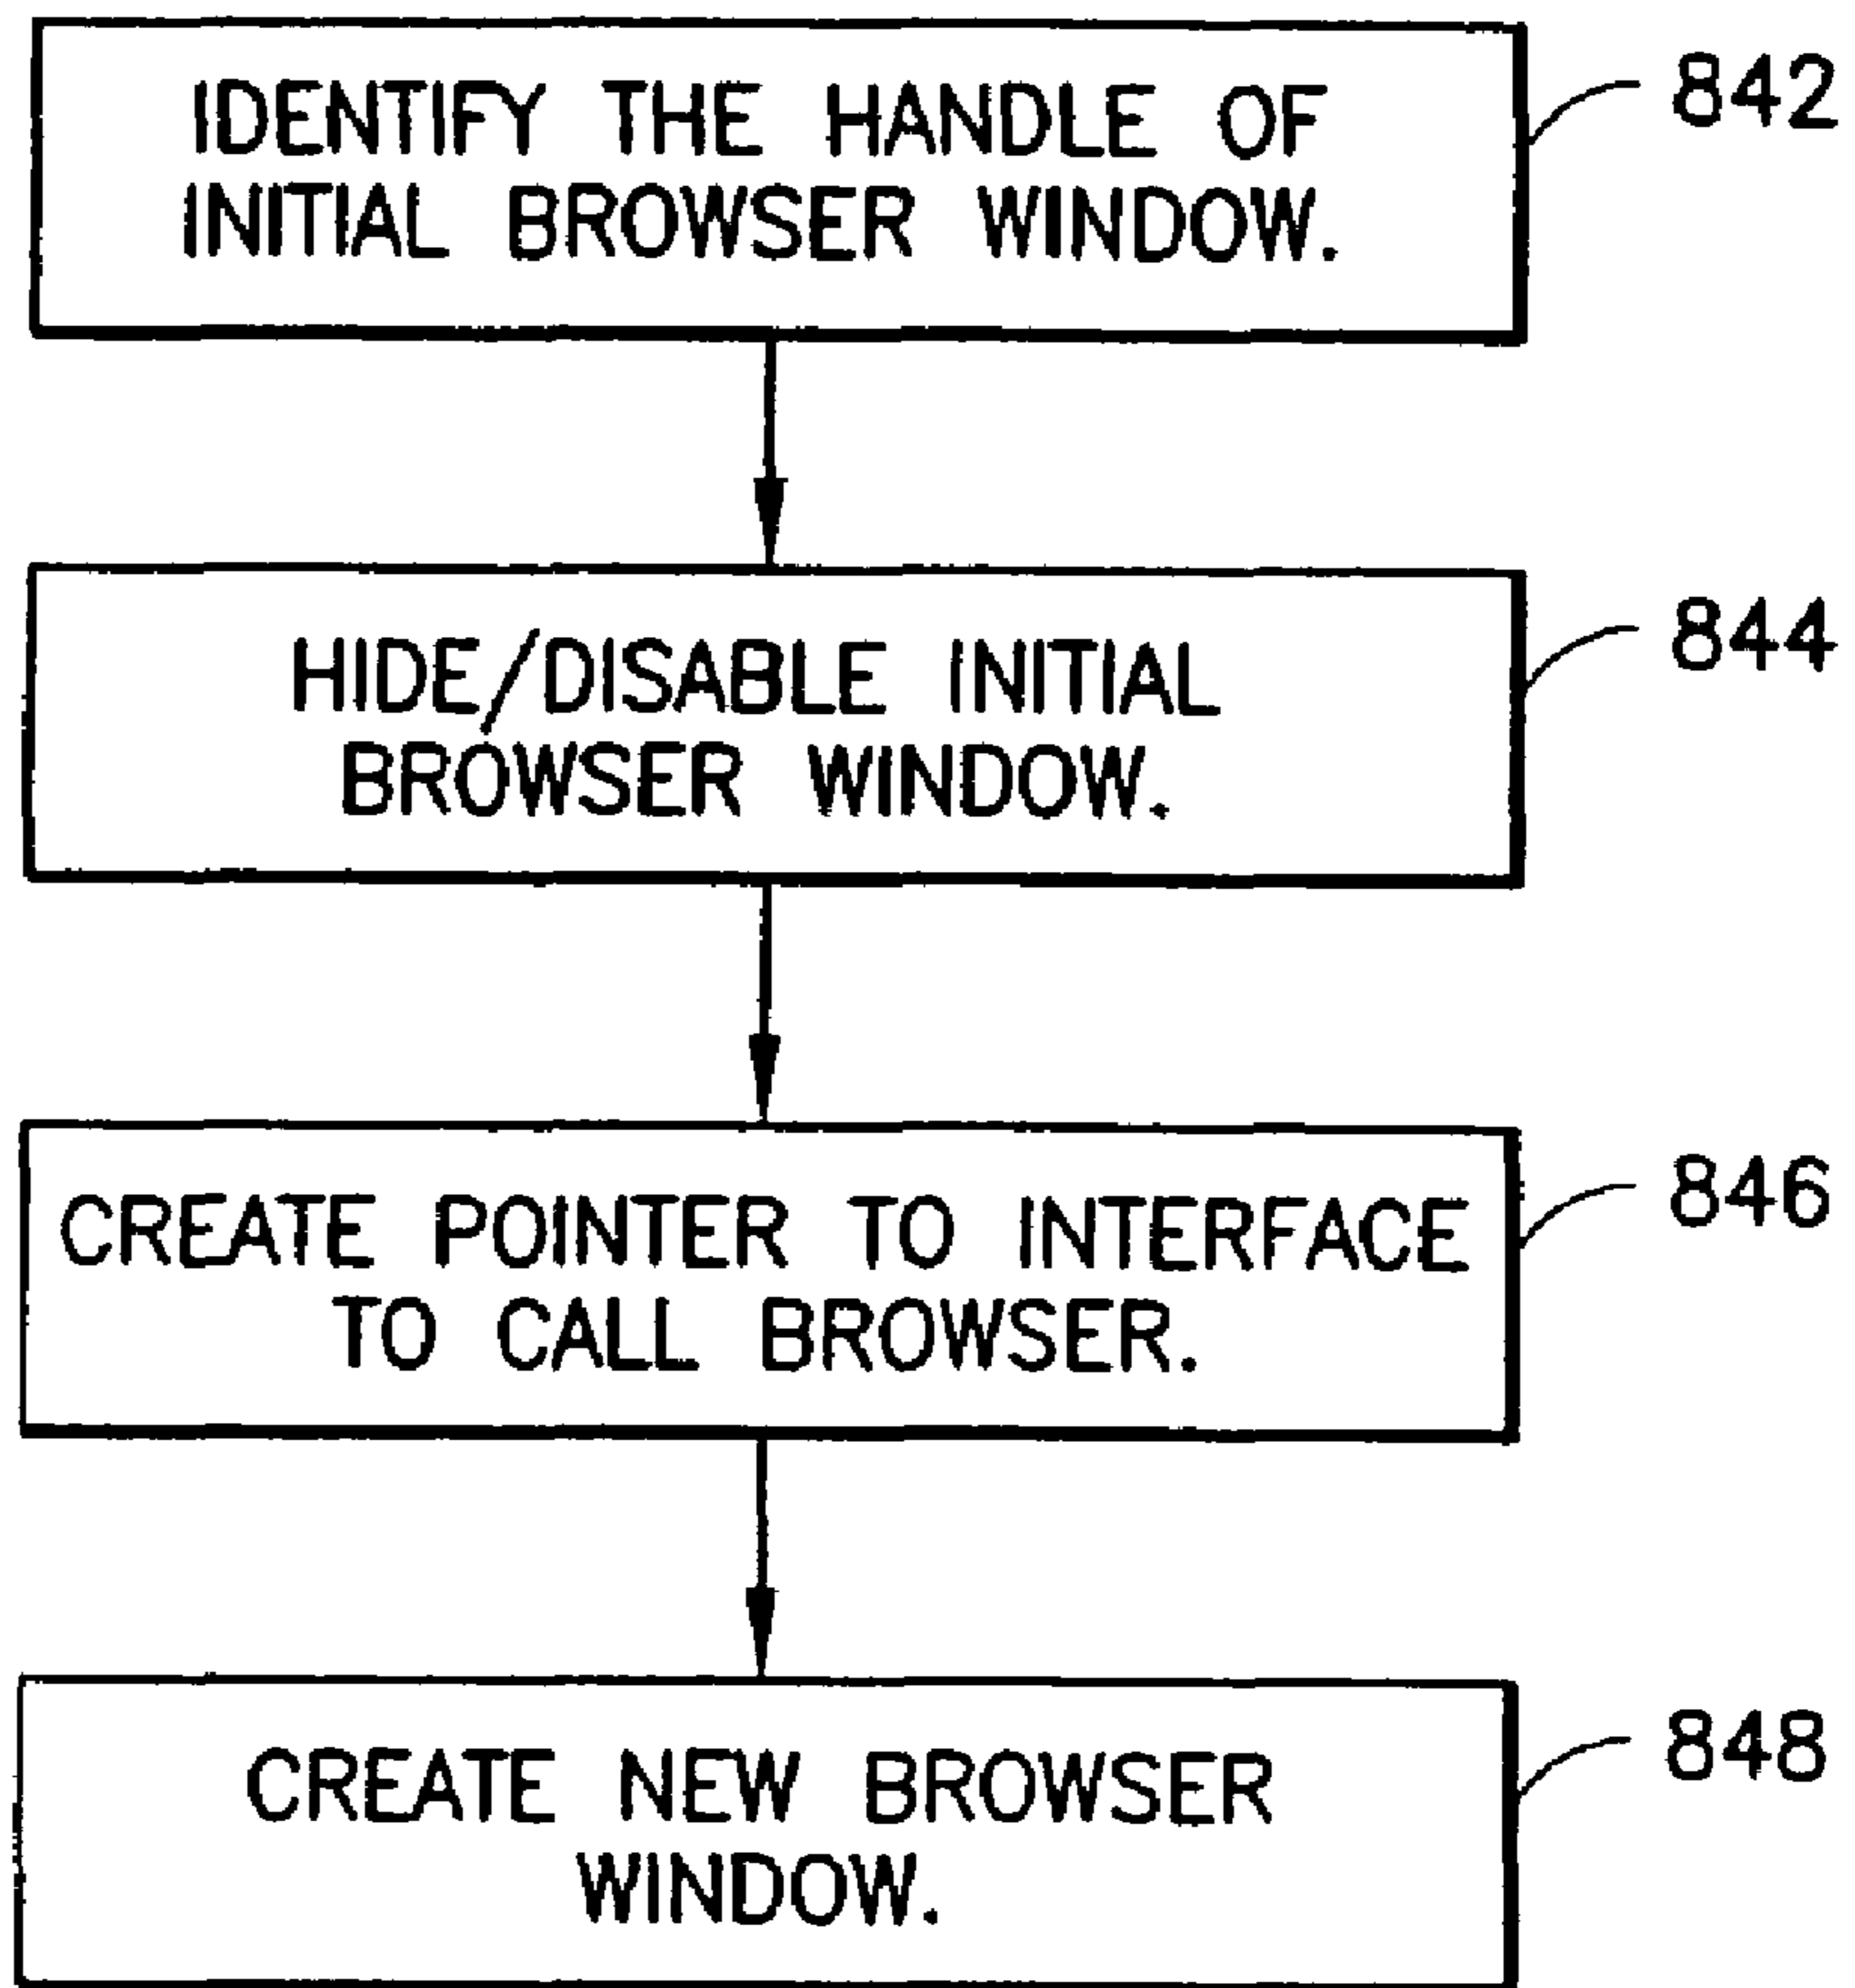 IDENTIFY THE HANDLE OF
INITIAL BROWSER WINDOW.
842
HIDE/DISABLE INITIAL
BROWSER WINDOW.
844
CREATE POINTER TO INTERFACE
TO CALL BROWSER.
846
CREATE NEW BROWSER
WINDOW.
848